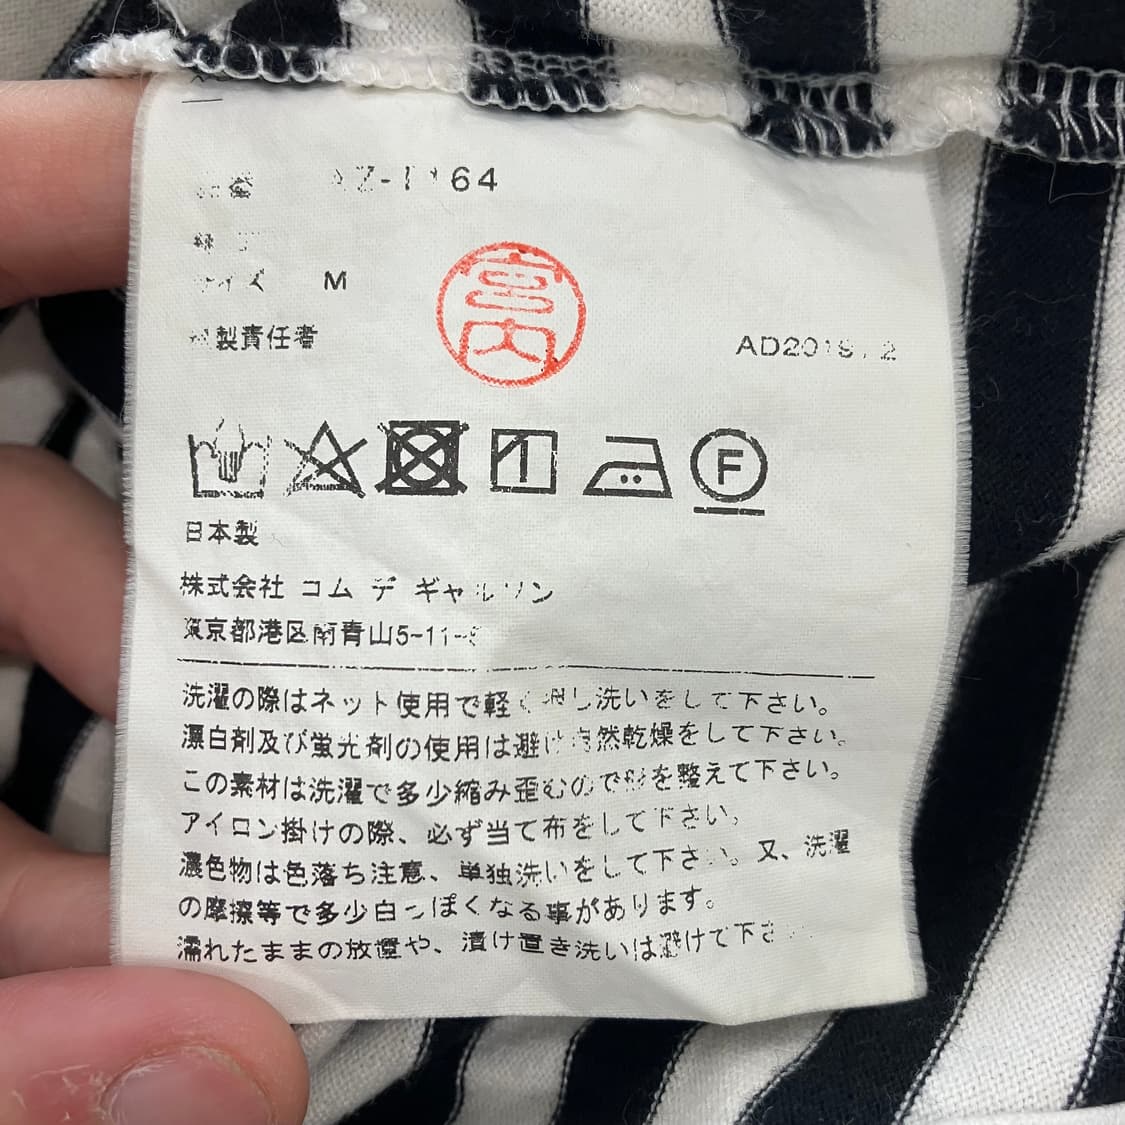 64
M
宮内
製責任者
F
日本製
株式会社 コム デ ギャルソン
東京都港区南青山5-11-
洗濯の際はネット使用で軽く押し洗いをして下さい。
漂白剤及び蛍光剤の使用は避け自然乾燥をして下さい。
この素材は洗濯で多少縮み歪むので形を整えて下さい。
アイロン掛けの際、必ず当て布をして下さい。
濃色物は色落ち注意、単独洗いをして下さい。又、洗濯
の摩擦等で多少白っぽくなる事があります。
濡れたままの放置や、漬け置き洗いは避けて下さ